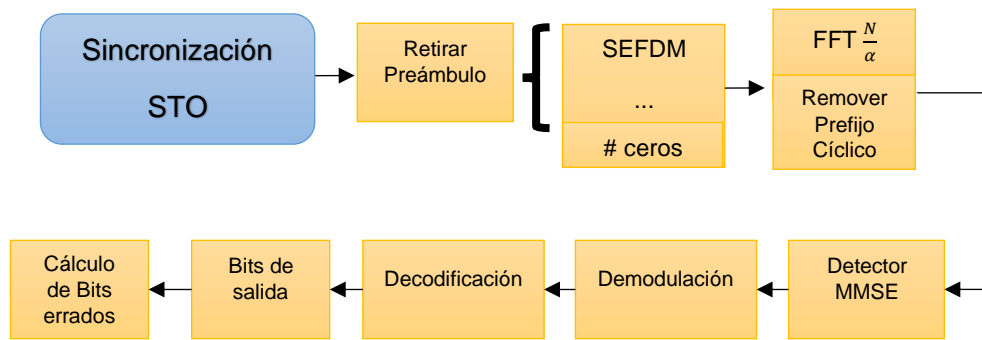 Sincronización
STO
Retirar
Preámbulo
SEFDM
...
# ceros
FFT N/α
Remover
Prefijo
Cíclico
Cálculo
de Bits
errados
Bits de
salida
Decodificación
Demodulación
Detector
MMSE